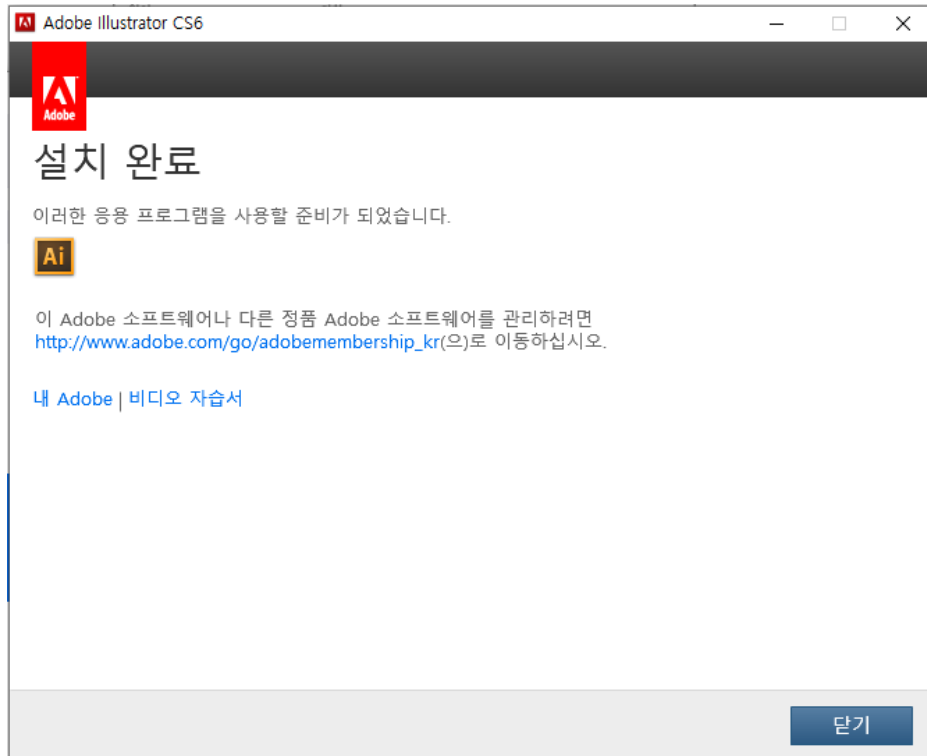 Adobe Illustrator CS6
Adobe
설치 완료
이러한 응용 프로그램을 사용할 준비가 되었습니다.
Ai
이 Adobe 소프트웨어나 다른 정품 Adobe 소프트웨어를 관리하려면
http://www.adobe.com/go/adobemembership_kr(으)로 이동하십시오.
내 Adobe | 비디오 자습서
닫기